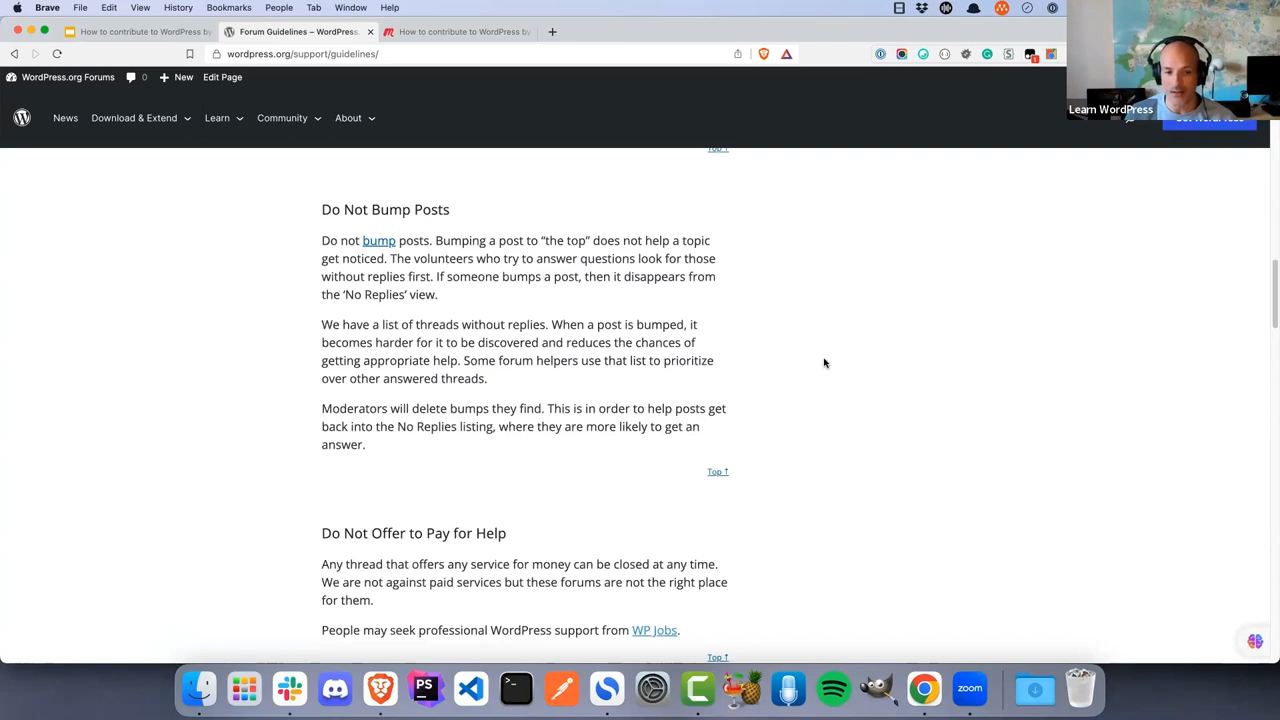 Brave File Edit View History Bookmarks People Tab Window Help
How to contribute to WordPress by
Forum Guidelines – WordPress.
How to contribute to WordPress by
wordpress.org/support/guidelines/
WordPress.org Forums 0 New Edit Page
Learn WordPress
News Download & Extend Learn Community About
Top ↑
Do Not Bump Posts
Do not bump posts. Bumping a post to “the top” does not help a topic
get noticed. The volunteers who try to answer questions look for those
without replies first. If someone bumps a post, then it disappears from
the ‘No Replies’ view.
We have a list of threads without replies. When a post is bumped, it
becomes harder for it to be discovered and reduces the chances of
getting appropriate help. Some forum helpers use that list to prioritize
over other answered threads.
Moderators will delete bumps they find. This is in order to help posts get
back into the No Replies listing, where they are more likely to get an
answer.
Top ↑
Do Not Offer to Pay for Help
Any thread that offers any service for money can be closed at any time.
We are not against paid services but these forums are not the right place
for them.
People may seek professional WordPress support from WP Jobs.
Top ↑
PS
zoom